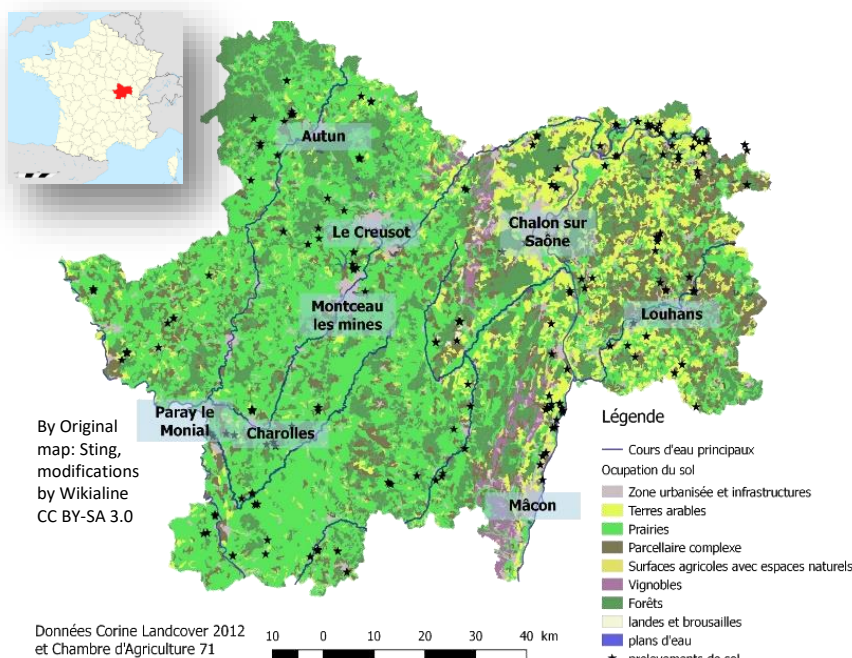 Autun
Le Creusot
Chalon sur
Saône
Montceau
les mines
Louhans
Paray le
Monial
Charolles
Mâcon
By Original
map: Sting,
modifications
by Wikialine
CC BY-SA 3.0
Légende
Cours d'eau principaux
Ocupation du sol
Zone urbanisée et infrastructures
Terres arables
Prairies
Parcellaire complexe
Surfaces agricoles avec espaces naturels
Vignobles
Forêts
landes et brousailles
plans d'eau
prelevements de sol
Données Corine Landcover 2012
et Chambre d'Agriculture 71
10 0 10 20 30 40 km